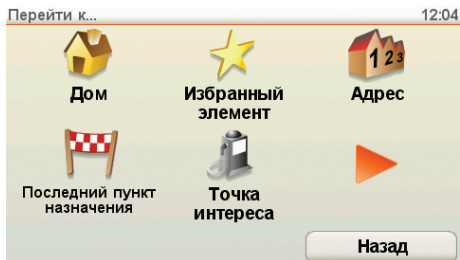 Перейти к...
12:04
Дом
Избранный
элемент
1 2 3
Адрес
Последний пункт
назначения
Точка
интереса
Назад